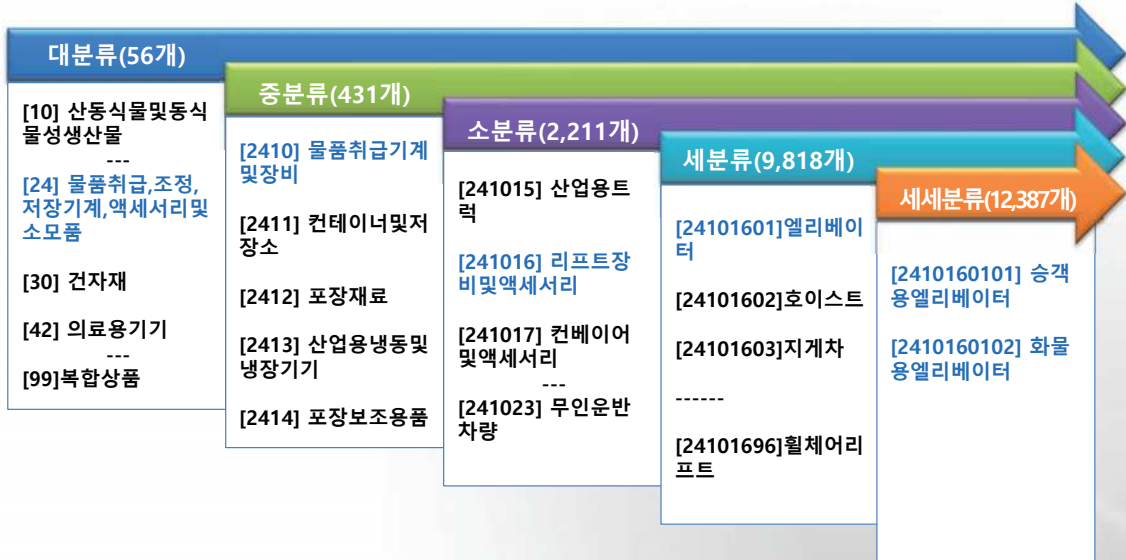 대분류(56개)
[10] 산동식물및동식
물성생산물
---
[24] 물품취급,조정,
저장기계,액세서리및
소모품
[30] 건자재
[42] 의료용기기
---
[99]복합상품
중분류(431개)
[2410] 물품취급기계
및장비
[2411] 컨테이너및저
장소
[2412] 포장재료
[2413] 산업용냉동및
냉장기기
[2414] 포장보조용품
소분류(2,211개)
[241015] 산업용트
럭
[241016] 리프트장
비및액세서리
[241017] 컨베이어
및액세서리
---
[241023] 무인운반
차량
세분류(9,818개)
[24101601]엘리베이
터
[24101602]호이스트
[24101603]지게차
------
[24101696]휠체어리
프트
세세분류(12,387개)
[2410160101] 승객
용엘리베이터
[2410160102] 화물
용엘리베이터